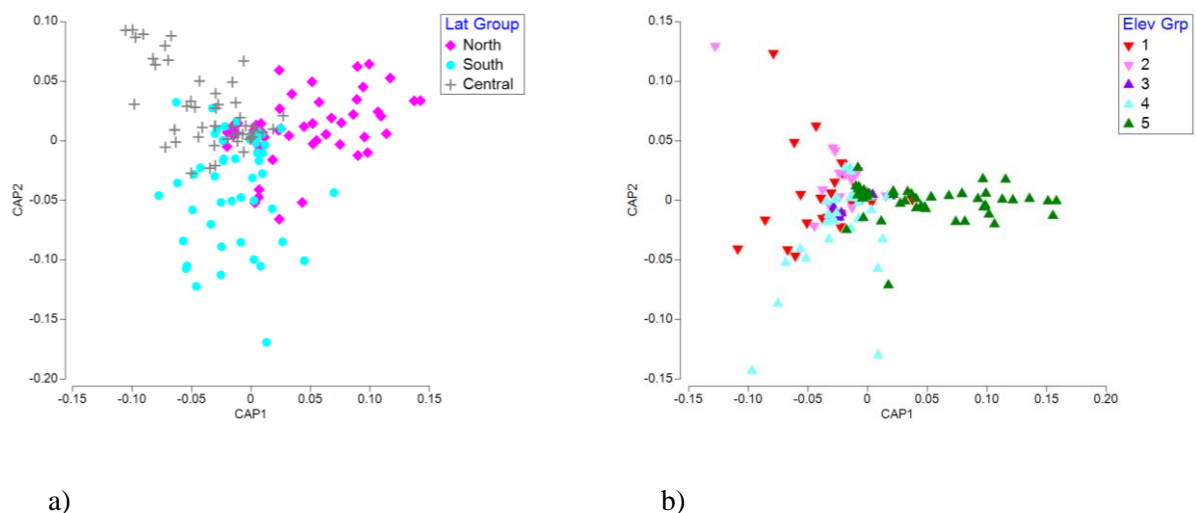 Lat Group
North
South
Central
0.10
0.05
0
-0.05
-0.10
-0.15
-0.20
CAP2
-0.15 -0.10 -0.05 0 0.05 0.10 0.15
CAP1
a)
Elev Grp
1
2
3
4
5
0.15
0.10
0.05
0
-0.05
-0.10
-0.15
CAP2
-0.15 -0.10 -0.05 0 0.05 0.10 0.15 0.20
CAP1
b)